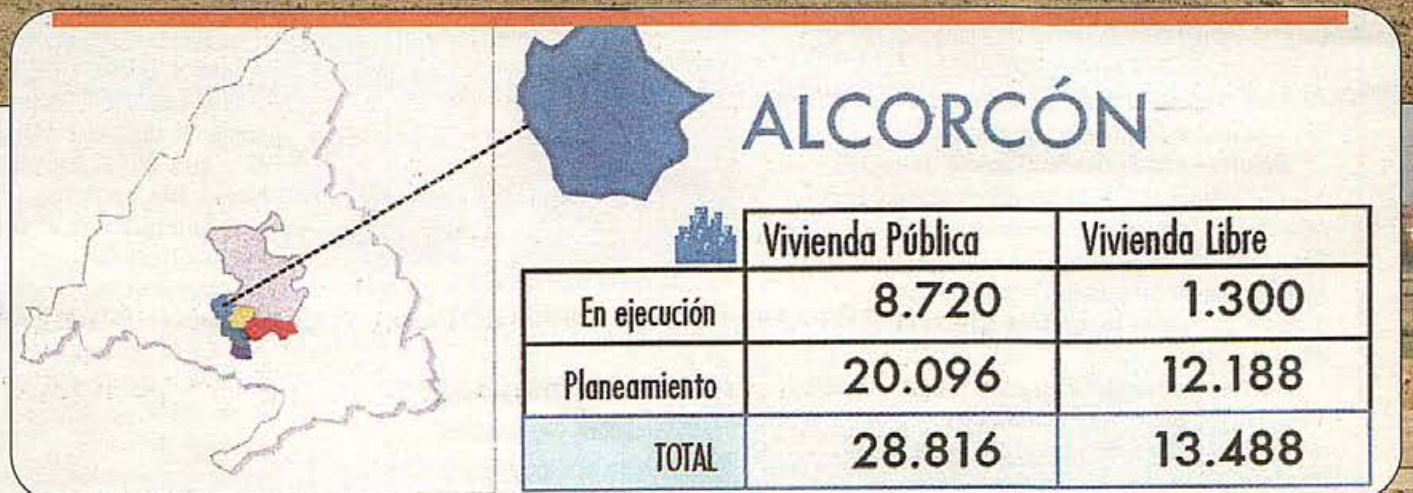 ALCORCÓN
Vivienda Pública Vivienda Libre
En ejecución 8.720 1.300
Planeamiento 20.096 12.188
TOTAL 28.816 13.488